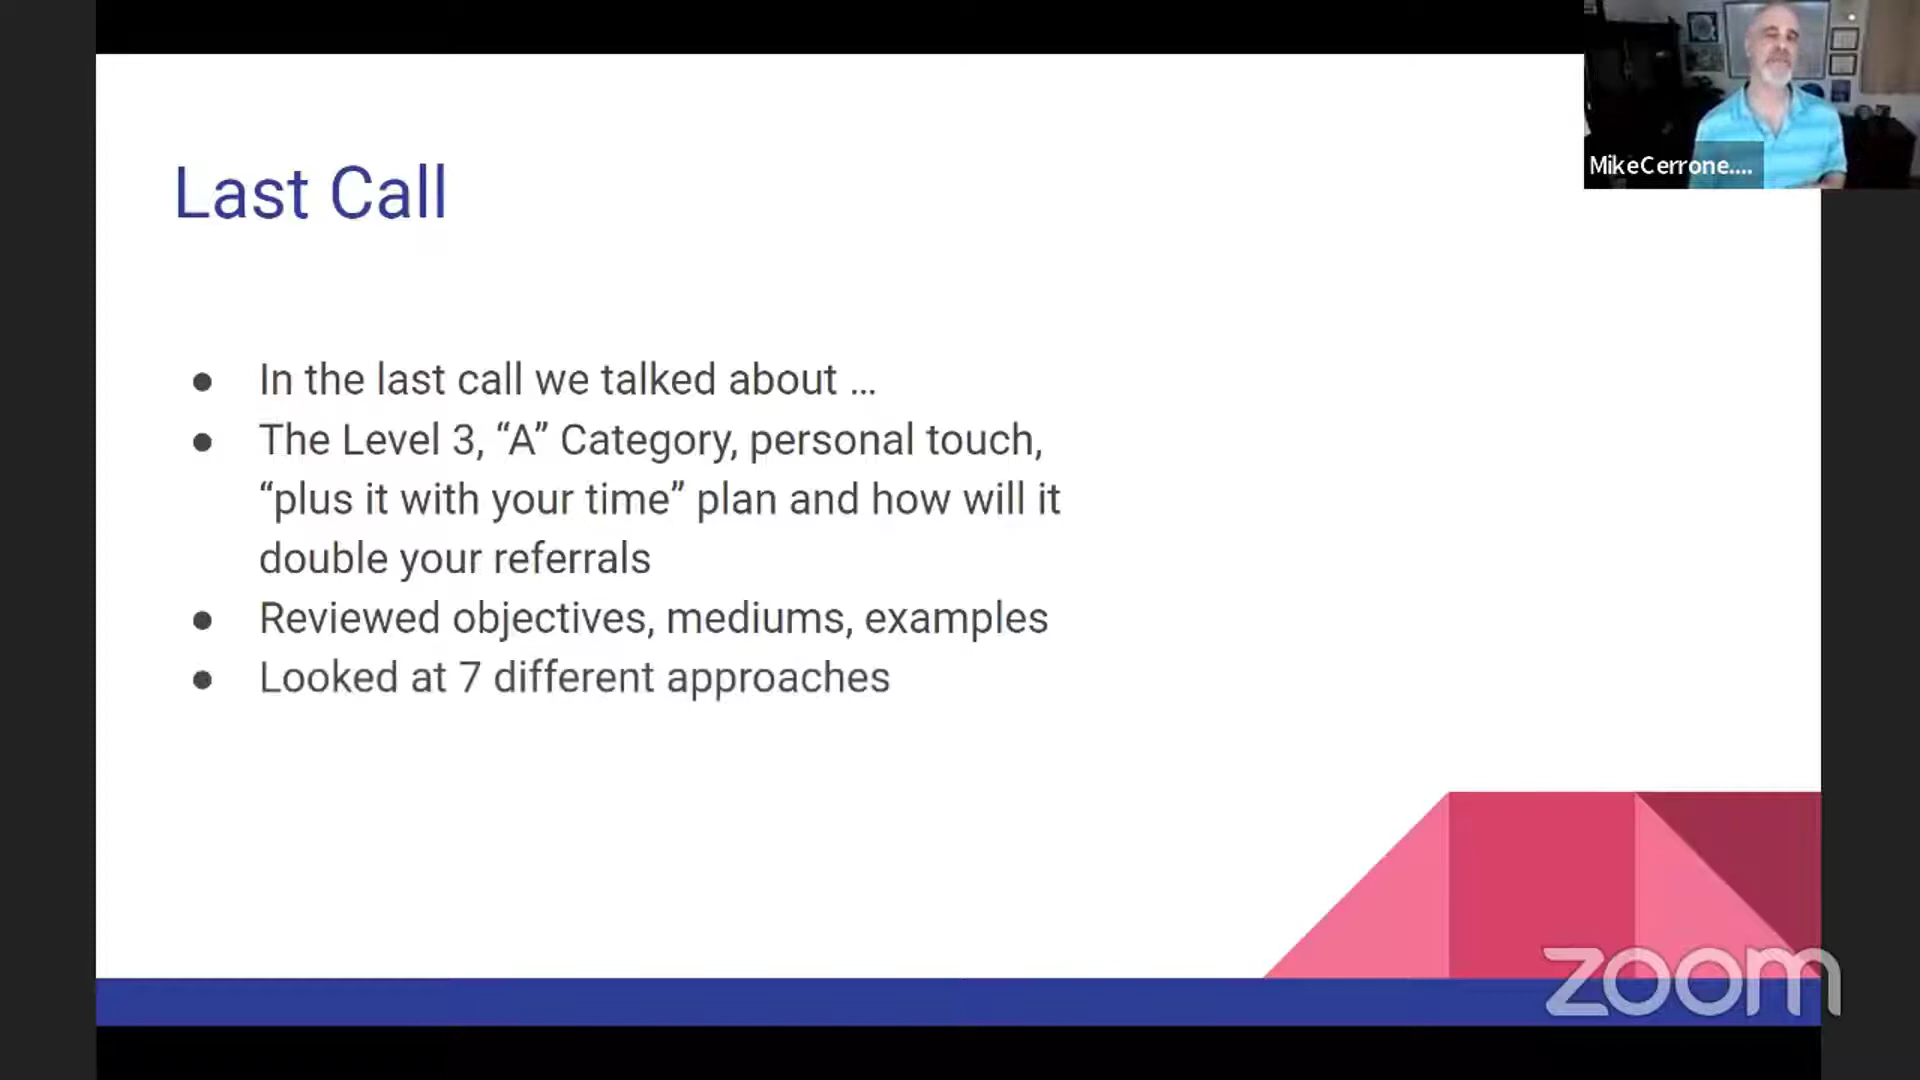 MikeCerrone....
Last Call
● In the last call we talked about ...
● The Level 3, “A” Category, personal touch,
“plus it with your time” plan and how will it
double your referrals
● Reviewed objectives, mediums, examples
● Looked at 7 different approaches
zoom